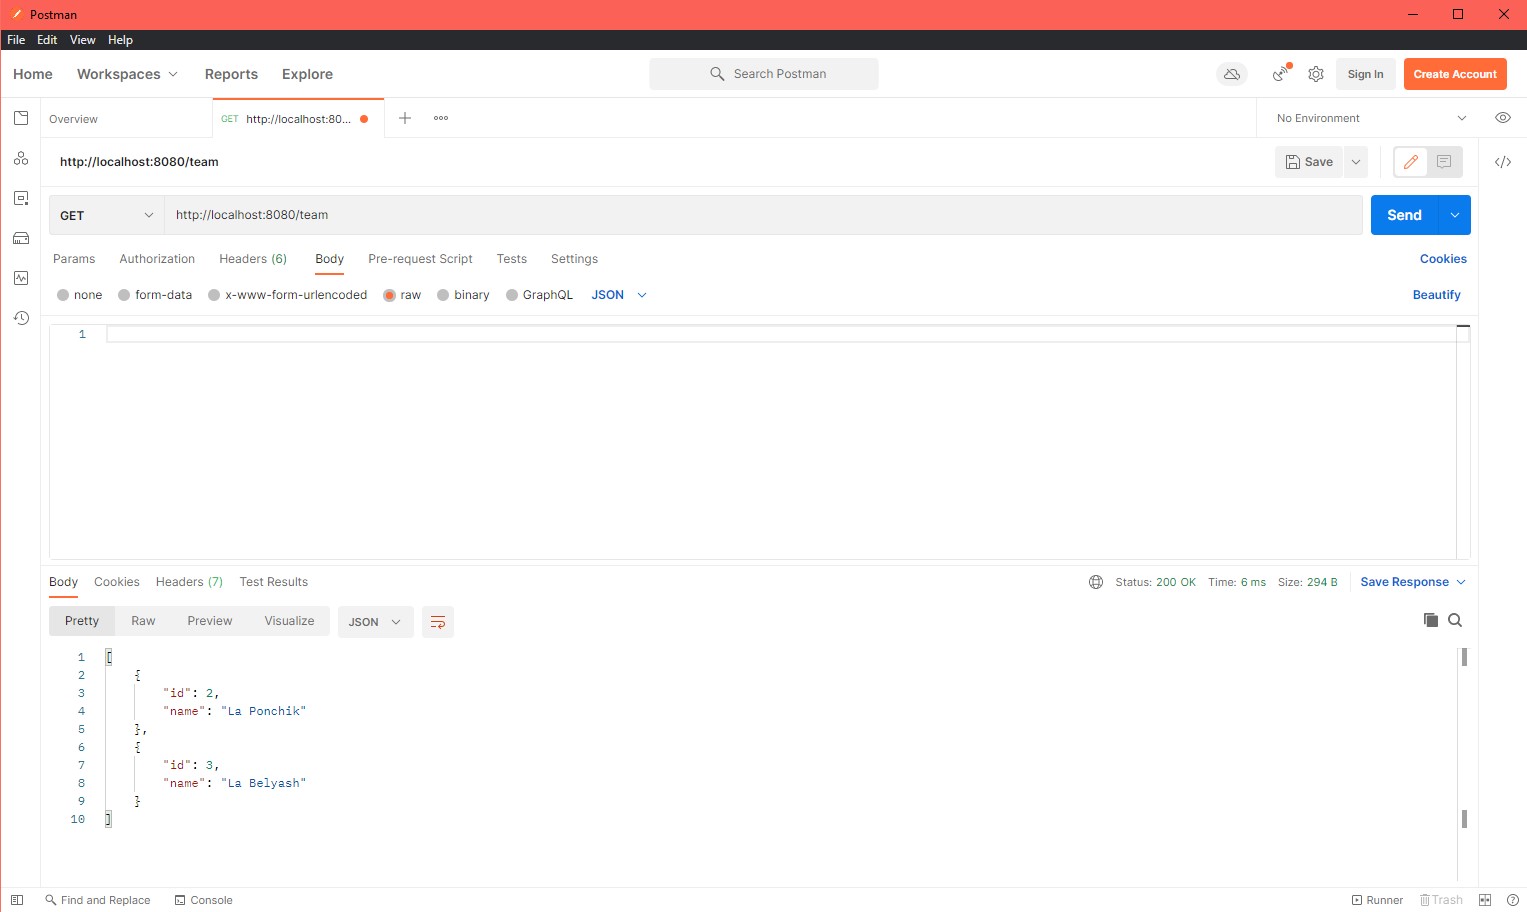 Postman
File Edit View Help
Home Workspaces Reports Explore Search Postman Sign In Create Account
Overview GET http://localhost:80... No Environment
http://localhost:8080/team Save
GET http://localhost:8080/team Send
Params Authorization Headers (6) Body Pre-request Script Tests Settings Cookies
none form-data x-www-form-urlencoded raw binary GraphQL JSON Beautify
1
Body Cookies Headers (7) Test Results Status: 200 OK Time: 6 ms Size: 294 B Save Response
Pretty Raw Preview Visualize JSON
1 [
2 {
3 "id": 2,
4 "name": "La Ponchik"
5 },
6 {
7 "id": 3,
8 "name": "La Belyash"
9 }
10 ]
Find and Replace Console Runner Trash